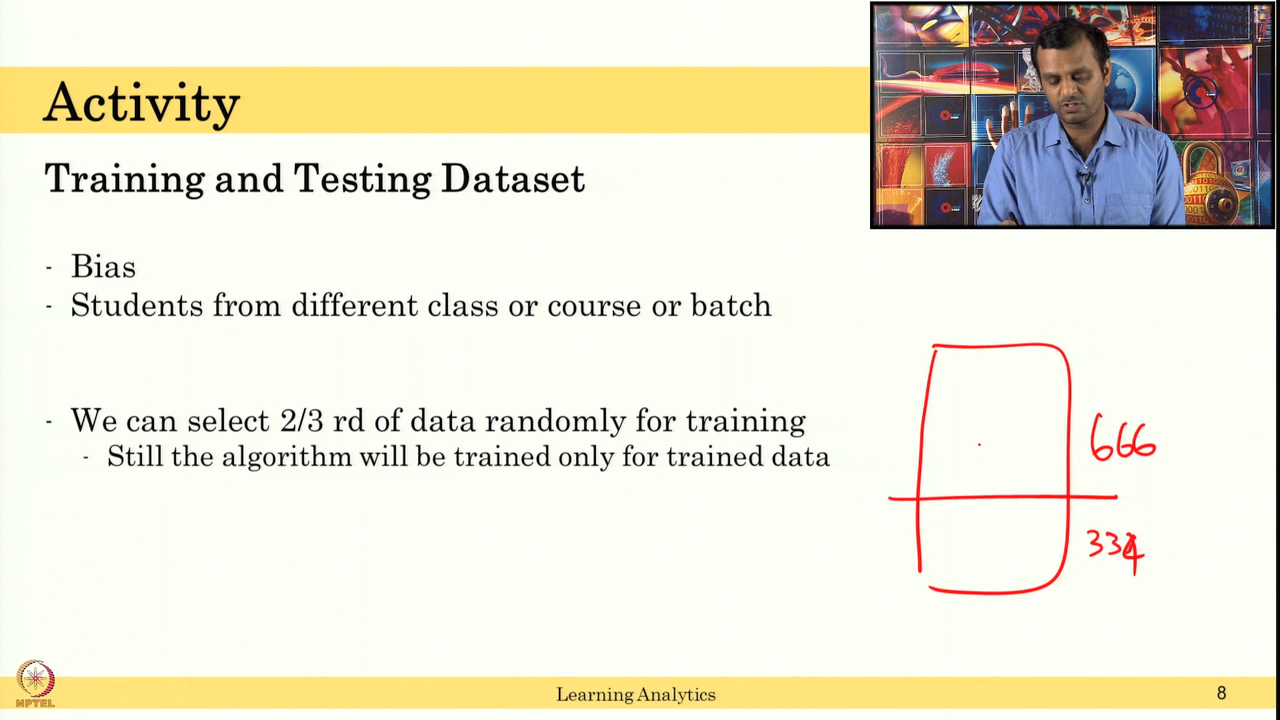 Activity
Training and Testing Dataset
- Bias
- Students from different class or course or batch
- We can select 2/3 rd of data randomly for training
- Still the algorithm will be trained only for trained data
666
334
NPTEL
Learning Analytics
8